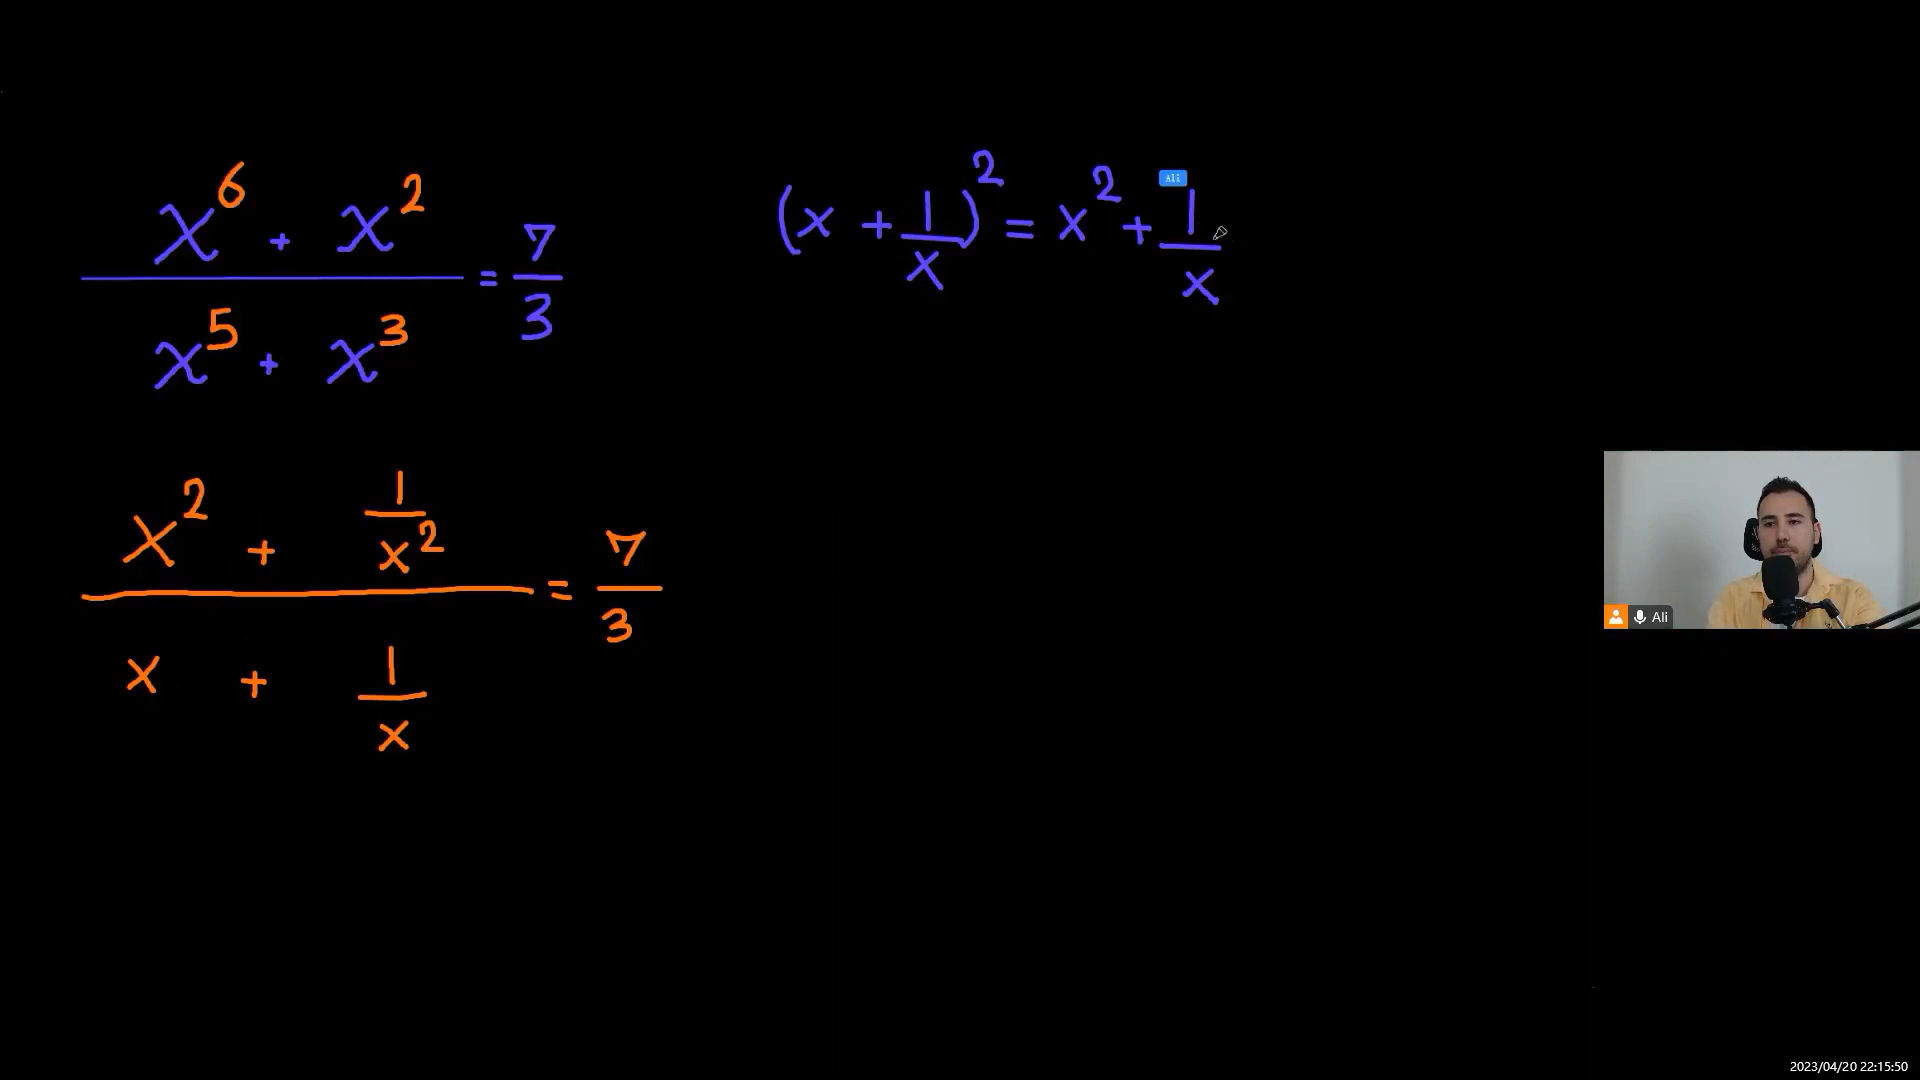 x^6 + x^2
/ x^5 + x^3 = 7/3
(x + 1/x)^2 = x^2 + 1/x
Ali
x^2 + 1/x^2
/ x + 1/x = 7/3
Ali
2023/04/20 22:15:50